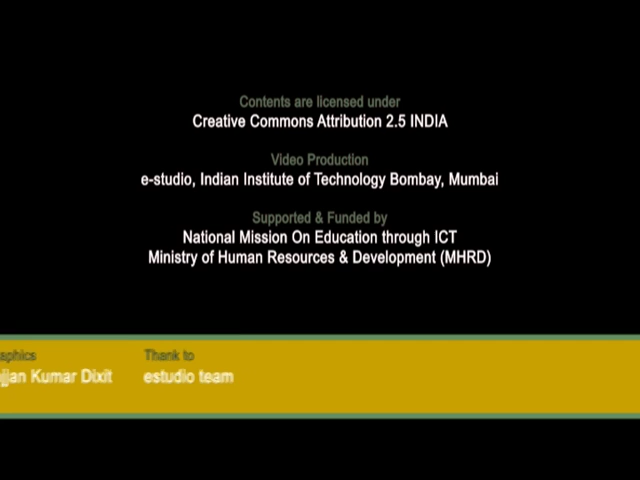 Contents are licensed under
Creative Commons Attribution 2.5 INDIA
Video Production
e-studio, Indian Institute of Technology Bombay, Mumbai
Supported & Funded by
National Mission On Education through ICT
Ministry of Human Resources & Development (MHRD)
Thank to
Kumar Dixit
estudio team